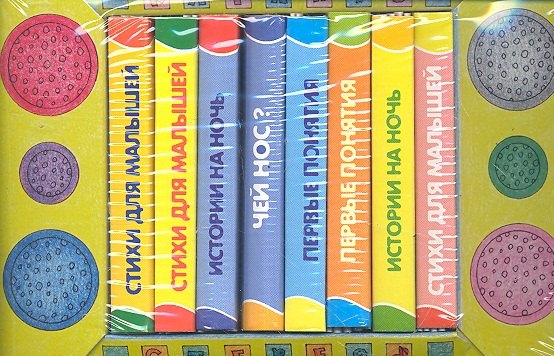 СТИХИ ДЛЯ МАЛЫШЕЙ
СТИХИ ДЛЯ МАЛЫШЕЙ
ИСТОРИИ НА НОЧЬ
ЧЕЙ НОС?
ПЕРВЫЕ ПОНЯТИЯ
ПЕРВЫЕ ПОНЯТИЯ
ИСТОРИИ НА НОЧЬ
СТИХИ ДЛЯ МАЛЫШЕЙ